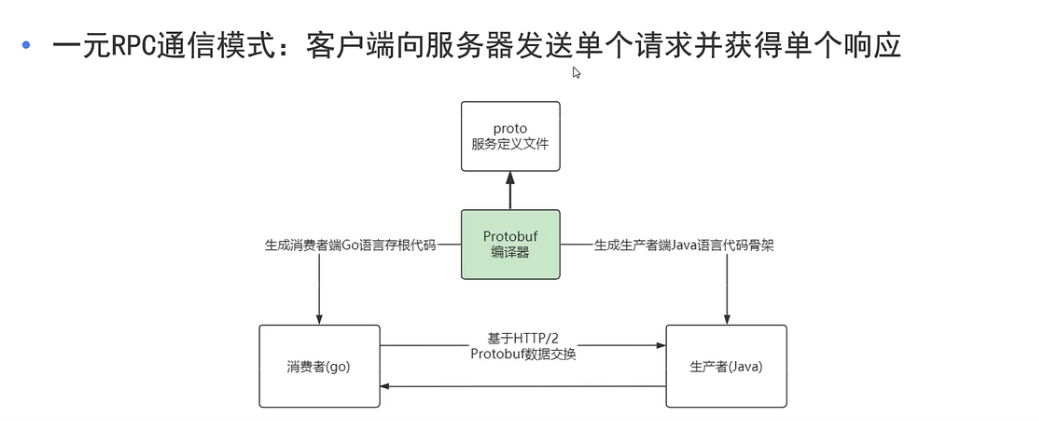 • 一元RPC通信模式：客户端向服务器发送单个请求并获得单个响应
proto
服务定义文件
Protobuf
编译器
生成消费者端Go语言存根代码
生成生产者端Java语言代码骨架
消费者(go)
基于HTTP/2
Protobuf数据交换
生产者(Java)